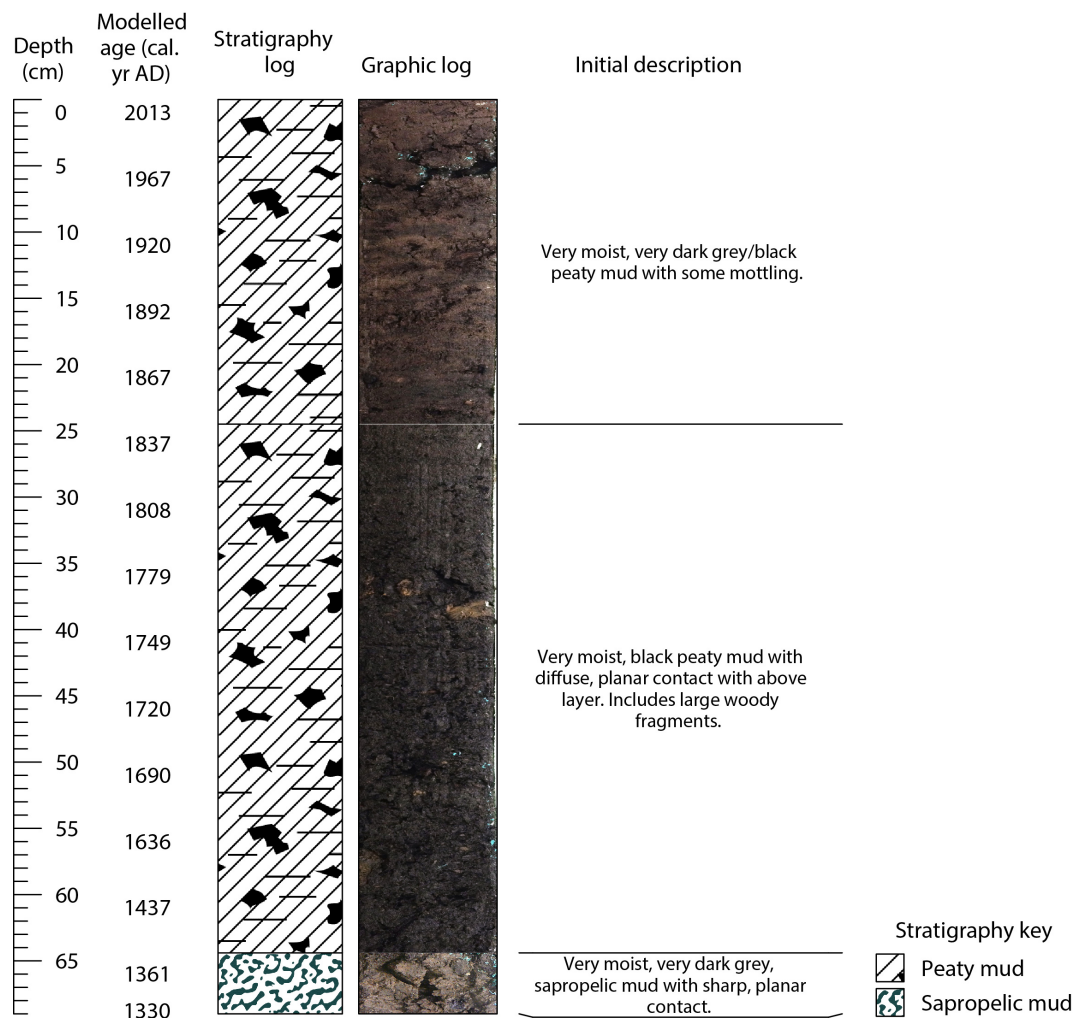 Depth
(cm)
Modelled
age (cal.
yr AD)
Stratigraphy
log
Graphic log
Initial description
0
5
10
15
20
25
30
35
40
45
50
55
60
65
2013
1967
1920
1892
1867
1837
1808
1779
1749
1720
1690
1636
1437
1361
1330
Very moist, very dark grey/black
peaty mud with some mottling.
Very moist, black peaty mud with
diffuse, planar contact with above
layer. Includes large woody
fragments.
Very moist, very dark grey,
sapropelic mud with sharp, planar
contact.
Stratigraphy key
Peaty mud
Sapropelic mud